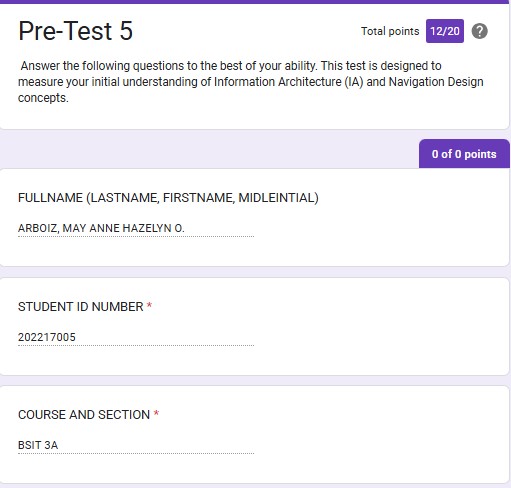 Pre-Test 5
Total points 12/20 ?
Answer the following questions to the best of your ability. This test is designed to
measure your initial understanding of Information Architecture (IA) and Navigation Design
concepts.
0 of 0 points
FULLNAME (LASTNAME, FIRSTNAME, MIDLEINTIAL)
ARBOIZ, MAY ANNE HAZELYN O.
STUDENT ID NUMBER *
202217005
COURSE AND SECTION *
BSIT 3A